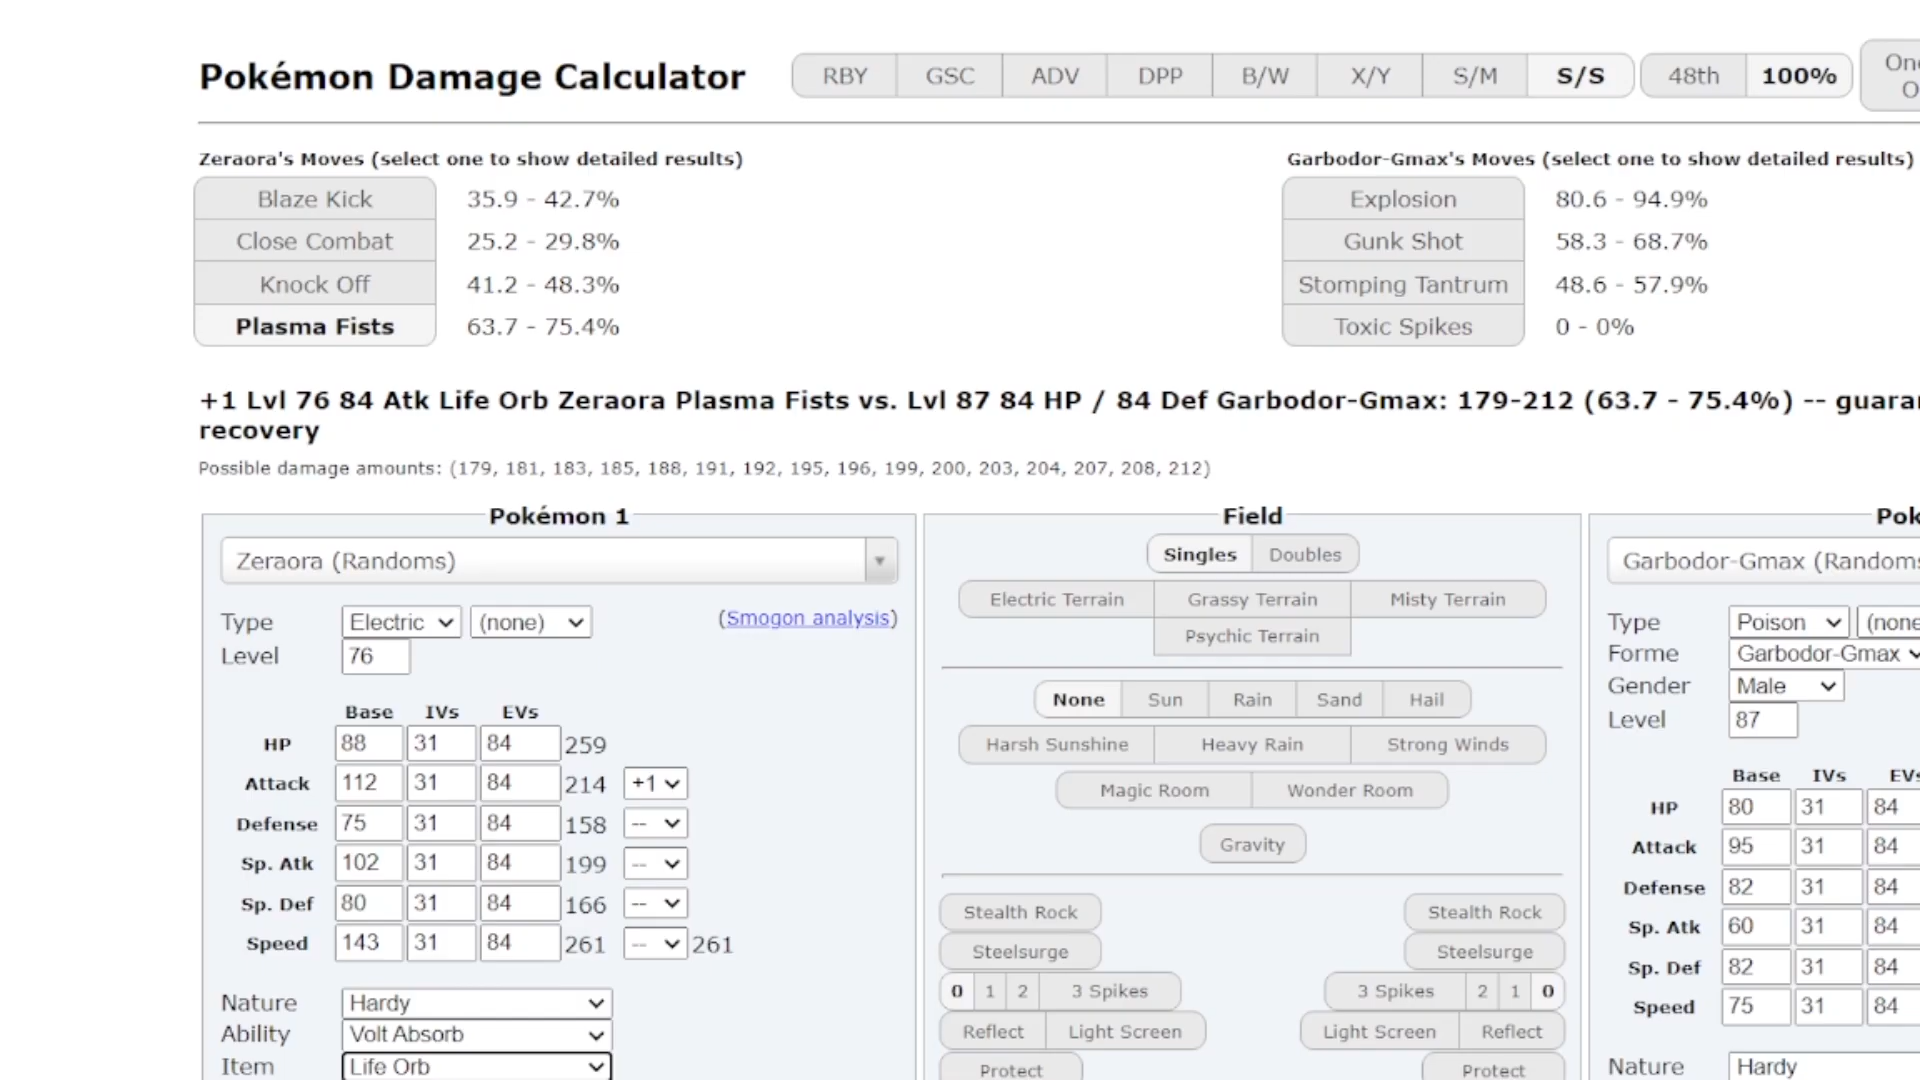 Pokémon Damage Calculator
RBY GSC ADV DPP B/W X/Y S/M S/S 48th 100%
Zeraora's Moves (select one to show detailed results)
Blaze Kick 35.9 - 42.7%
Close Combat 25.2 - 29.8%
Knock Off 41.2 - 48.3%
Plasma Fists 63.7 - 75.4%
Garbodor-Gmax's Moves (select one to show detailed results)
Explosion 80.6 - 94.9%
Gunk Shot 58.3 - 68.7%
Stomping Tantrum 48.6 - 57.9%
Toxic Spikes 0 - 0%
+1 Lvl 76 84 Atk Life Orb Zeraora Plasma Fists vs. Lvl 87 84 HP / 84 Def Garbodor-Gmax: 179-212 (63.7 - 75.4%) -- guara
recovery
Possible damage amounts: (179, 181, 183, 185, 188, 191, 192, 195, 196, 199, 200, 203, 204, 207, 208, 212)
Pokémon 1
Zeraora (Randoms)
Type Electric (none) (Smogon analysis)
Level 76
Base IVs EVs
HP 88 31 84 259
Attack 112 31 84 214 +1
Defense 75 31 84 158 --
Sp. Atk 102 31 84 199 --
Sp. Def 80 31 84 166 --
Speed 143 31 84 261 -- 261
Nature Hardy
Ability Volt Absorb
Item Life Orb
Field
Singles Doubles
Electric Terrain Grassy Terrain Misty Terrain
Psychic Terrain
None Sun Rain Sand Hail
Harsh Sunshine Heavy Rain Strong Winds
Magic Room Wonder Room
Gravity
Stealth Rock Stealth Rock
Steelsurge Steelsurge
0 1 2 3 Spikes 3 Spikes 2 1 0
Reflect Light Screen Light Screen Reflect
Protect Protect
Pok
Garbodor-Gmax (Randoms
Type Poison (none
Forme Garbodor-Gmax
Gender Male
Level 87
Base IVs EVs
HP 80 31 84
Attack 95 31 84
Defense 82 31 84
Sp. Atk 60 31 84
Sp. Def 82 31 84
Speed 75 31 84
Nature Hardy